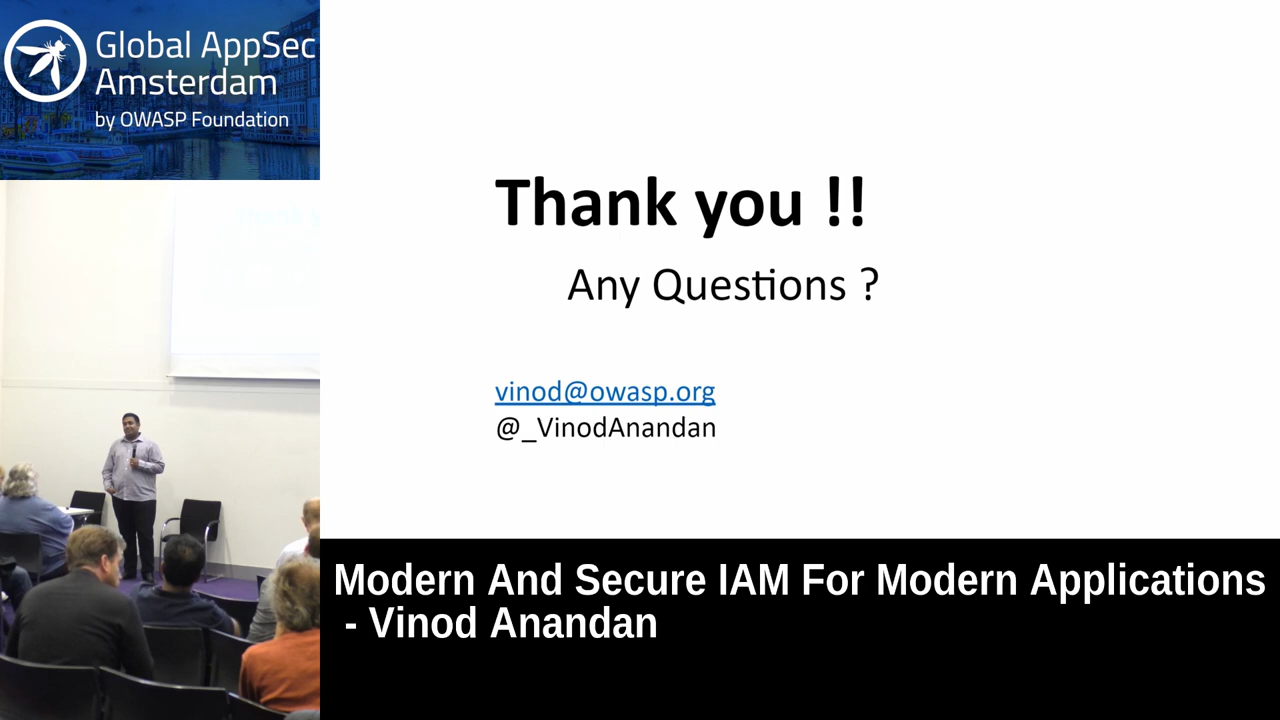 Global AppSec
Amsterdam
by OWASP Foundation
Thank you !!
Any Questions ?
vinod@owasp.org
@_VinodAnandan
Modern And Secure IAM For Modern Applications
- Vinod Anandan